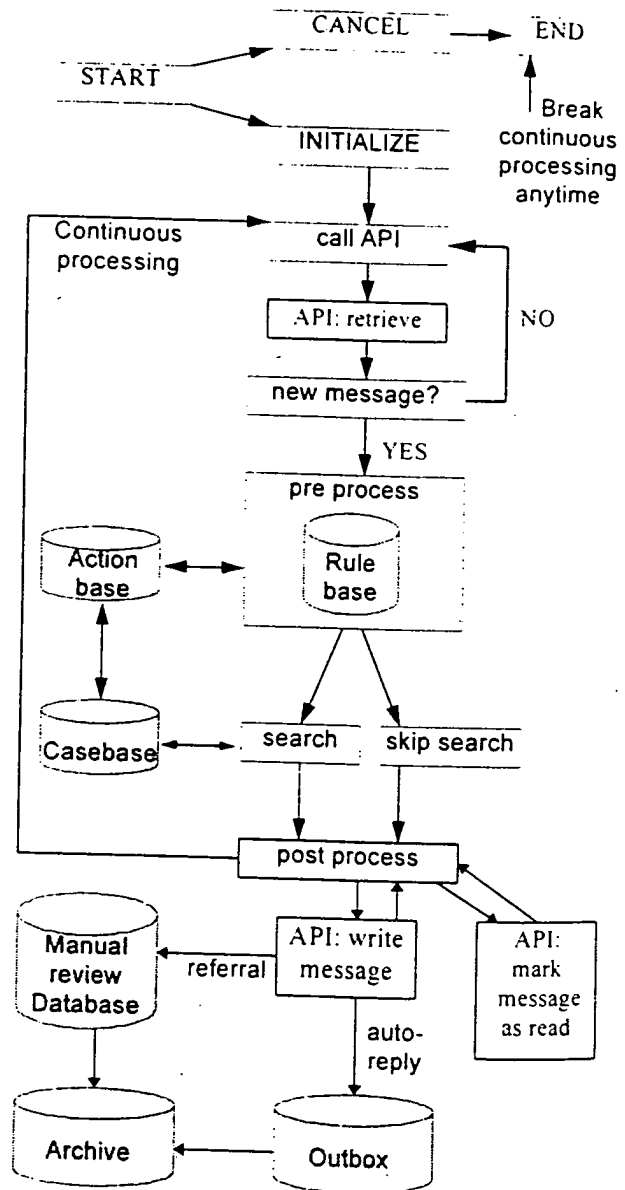 CANCEL
END
START
Break
continuous
processing
anytime
INITIALIZE
Continuous
processing
call API
API: retrieve
NO
new message?
YES
pre process
Action
base
Rule
base
Casebase
search
skip search
post process
Manual
review
Database
referral
API: write
message
API:
mark
message
as read
auto-
reply
Archive
Outbox